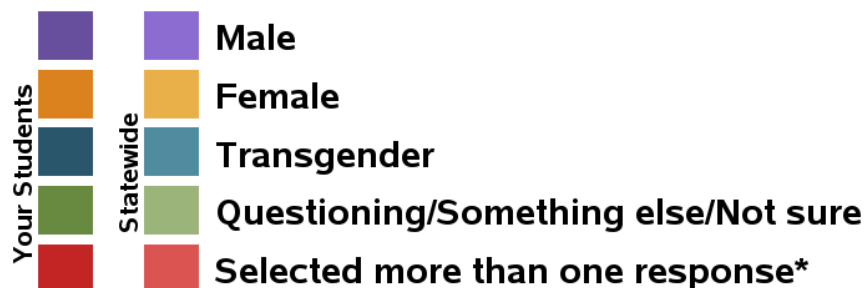 Your Students
Statewide
Male
Female
Transgender
Questioning/Something else/Not sure
Selected more than one response*